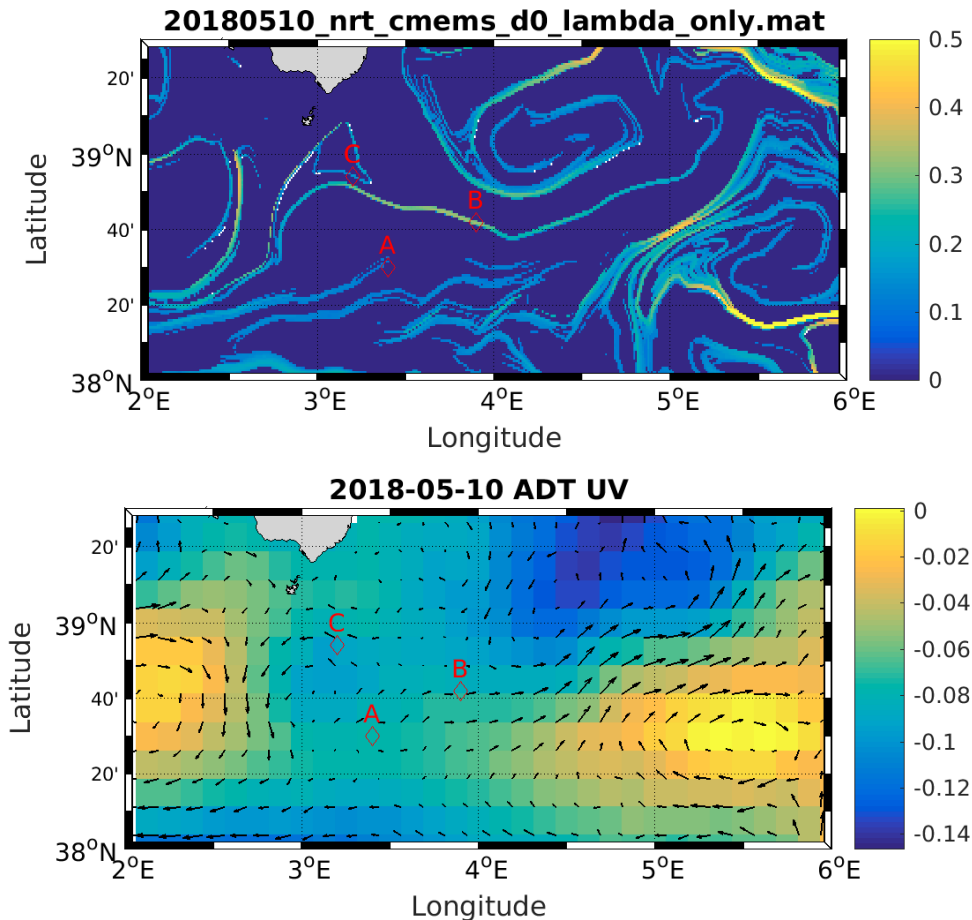 20180510_nrt_cmems_d0_lambda_only.mat
0.5
20'
0.4
39°N
C
0.3
B
Latitude
40'
A
0.2
20'
0.1
38°N
0
2°E
3°E
4°E
5°E
6°E
Longitude
2018-05-10 ADT UV
0
20'
-0.02
-0.04
39°N
C
-0.06
B
Latitude
40'
A
-0.08
-0.1
20'
-0.12
38°N
-0.14
2°E
3°E
4°E
5°E
6°E
Longitude